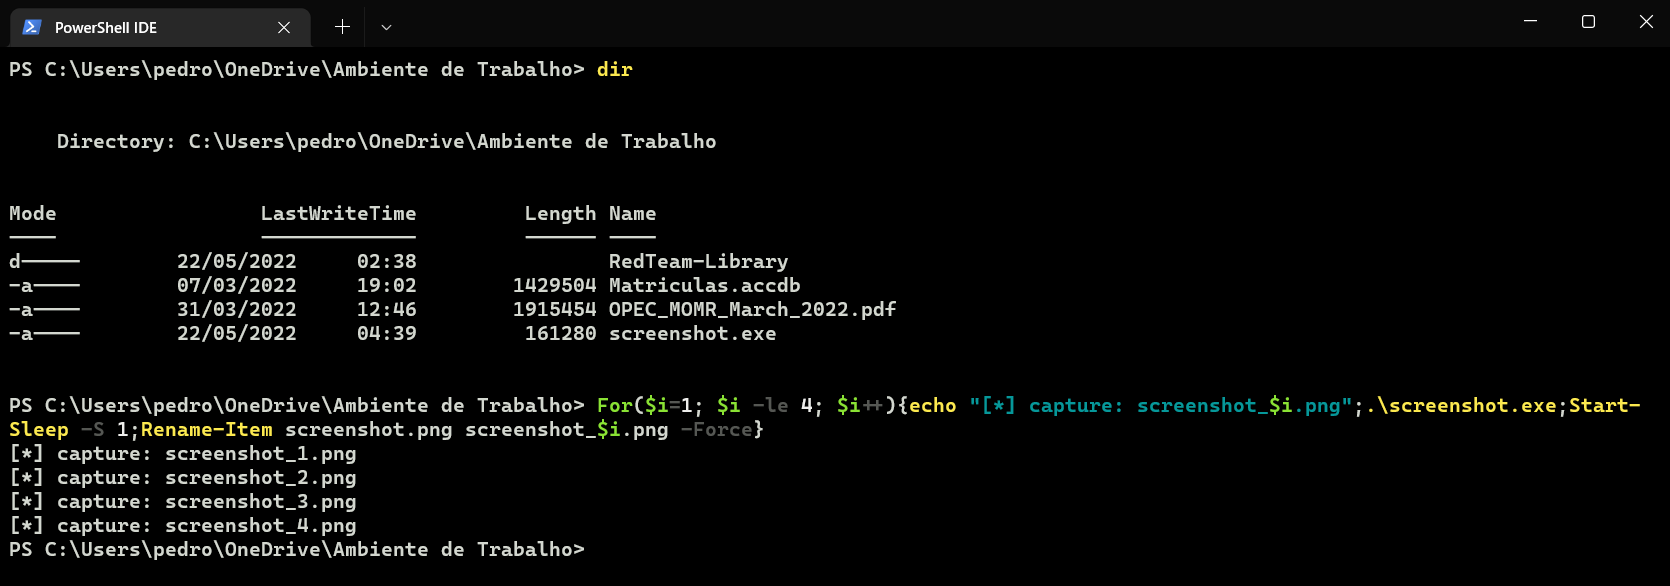 PowerShell IDE
PS C:\Users\pedro\OneDrive\Ambiente de Trabalho> dir
Directory: C:\Users\pedro\OneDrive\Ambiente de Trabalho
Mode                 LastWriteTime         Length Name
----                 -------------         ------ ----
d-----        22/05/2022     02:38                RedTeam-Library
-a----        07/03/2022     19:02        1429504 Matriculas.accdb
-a----        31/03/2022     12:46        1915454 OPEC_MOMR_March_2022.pdf
-a----        22/05/2022     04:39         161280 screenshot.exe
PS C:\Users\pedro\OneDrive\Ambiente de Trabalho> For($i=1; $i -le 4; $i++){echo "[*] capture: screenshot_$i.png";.\screenshot.exe;Start-
Sleep -S 1;Rename-Item screenshot.png screenshot_$i.png -Force}
[*] capture: screenshot_1.png
[*] capture: screenshot_2.png
[*] capture: screenshot_3.png
[*] capture: screenshot_4.png
PS C:\Users\pedro\OneDrive\Ambiente de Trabalho>